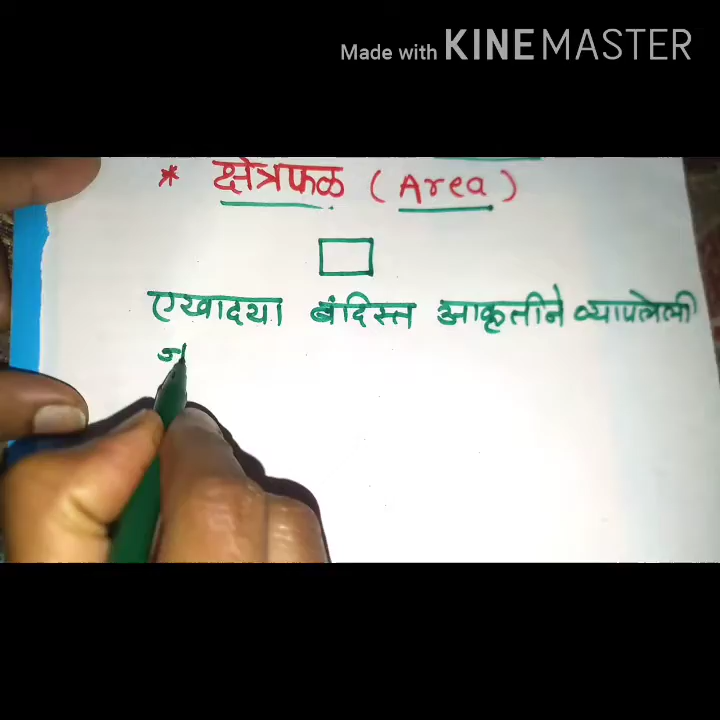 Made with KINEMASTER
* क्षेत्रफळ ( Area )
एखादया बंदिस्त आकृतीने व्यापलेली
ज